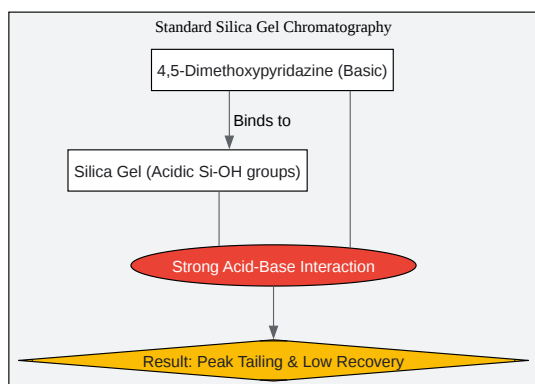 Standard Silica Gel Chromatography
4,5-Dimethoxypyridazine (Basic)
Binds to
Silica Gel (Acidic Si-OH groups)
Strong Acid-Base Interaction
Result: Peak Tailing & Low Recovery